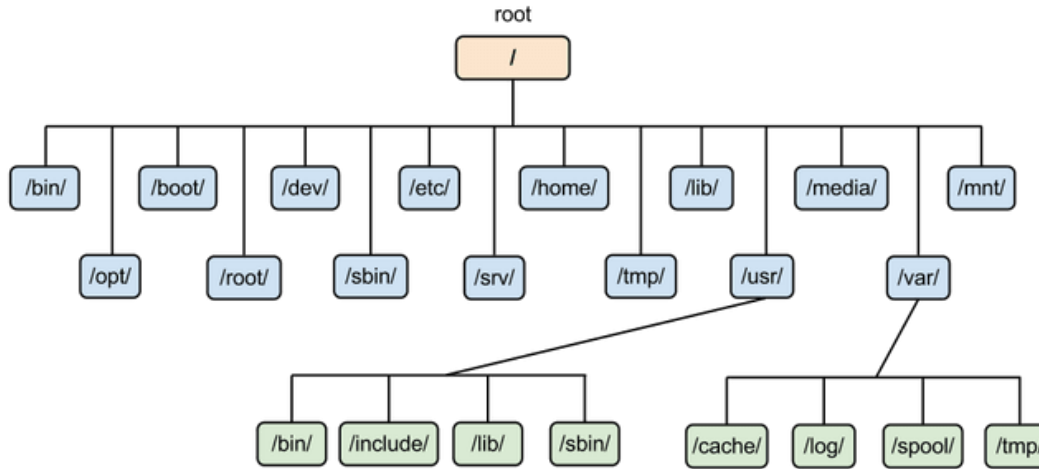 root
/
/bin/ /boot/ /dev/ /etc/ /home/ /lib/ /media/ /mnt/
/opt/ /root/ /sbin/ /srv/ /tmp/ /usr/ /var/
/bin/ /include/ /lib/ /sbin/ /cache/ /log/ /spool/ /tmp/